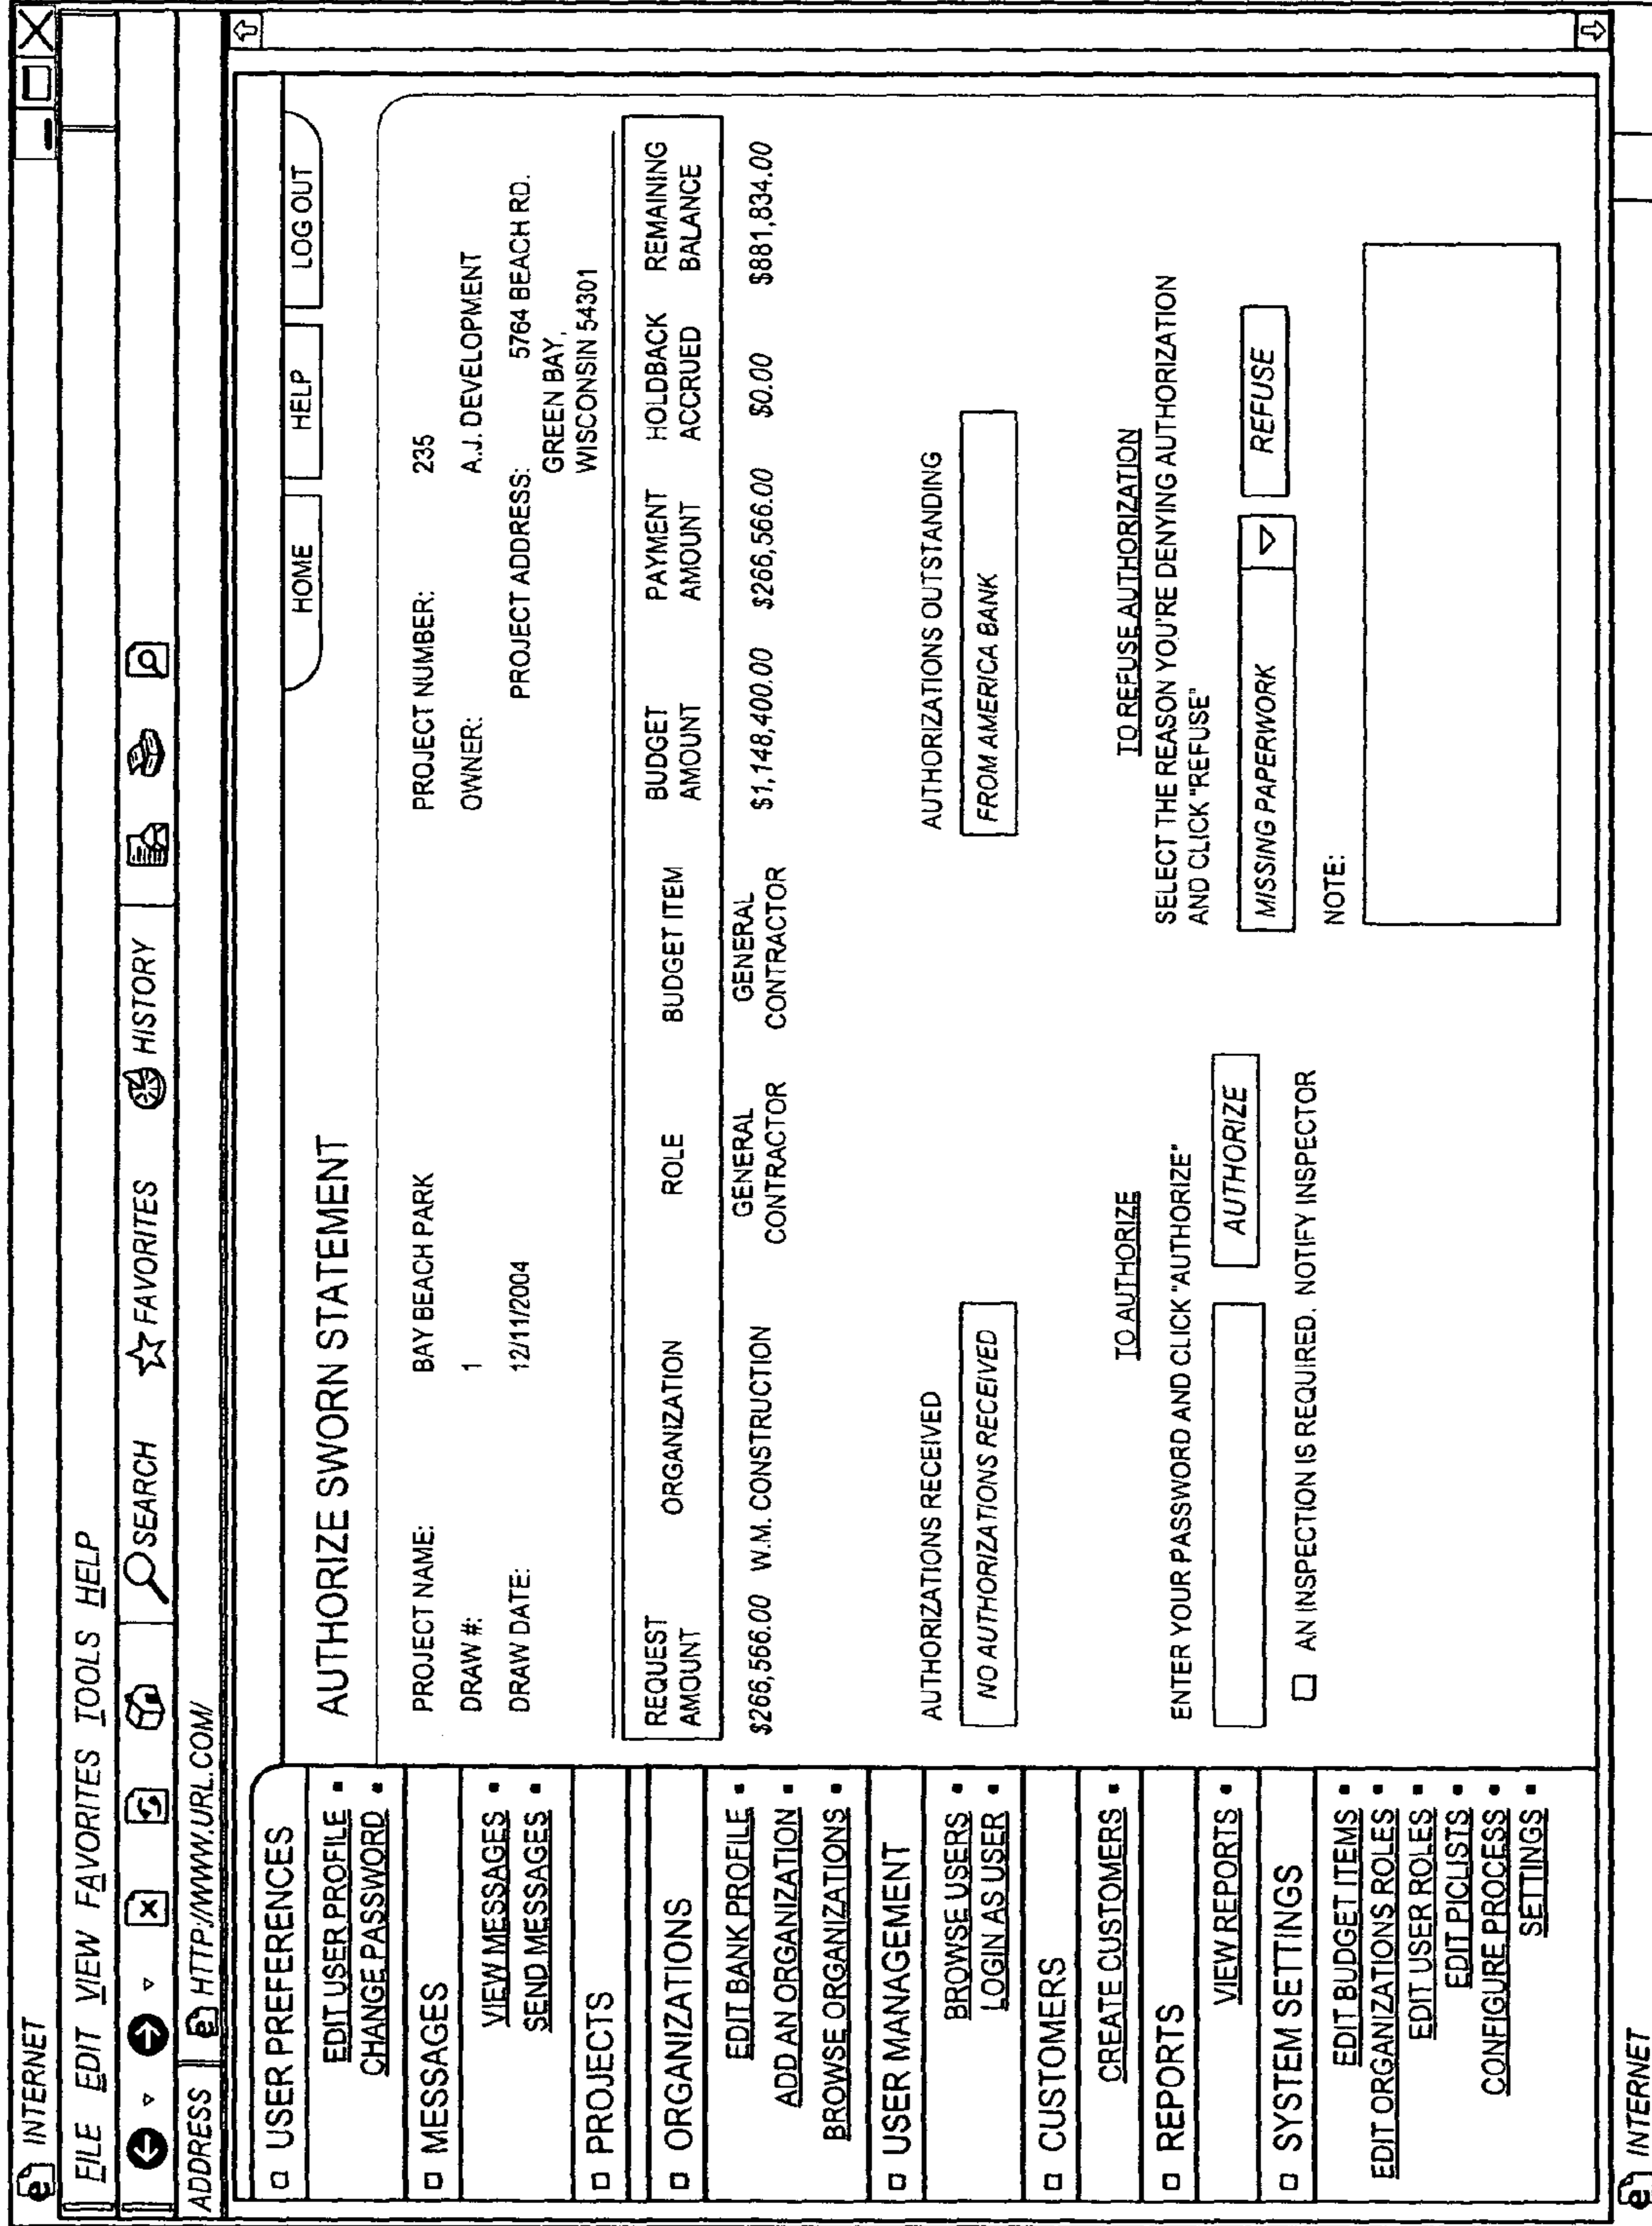 INTERNET
FILE EDIT VIEW FAVORITES TOOLS HELP
SEARCH FAVORITES HISTORY
ADDRESS HTTP://WWW.URL.COM/
USER PREFERENCES
EDIT USER PROFILE
CHANGE PASSWORD
MESSAGES
VIEW MESSAGES
SEND MESSAGES
PROJECTS
ORGANIZATIONS
EDIT BANK PROFILE
ADD AN ORGANIZATION
BROWSE ORGANIZATIONS
USER MANAGEMENT
BROWSE USERS
LOGIN AS USER
CUSTOMERS
CREATE CUSTOMERS
REPORTS
VIEW REPORTS
SYSTEM SETTINGS
EDIT BUDGET ITEMS
EDIT ORGANIZATIONS ROLES
EDIT USER ROLES
EDIT PICLISTS
CONFIGURE PROCESS
SETTINGS
HOME HELP LOG OUT
AUTHORIZE SWORN STATEMENT
PROJECT NAME: BAY BEACH PARK PROJECT NUMBER: 235
DRAW #: 1 OWNER: A.J. DEVELOPMENT
DRAW DATE: 12/11/2004 PROJECT ADDRESS: 5764 BEACH RD.
GREEN BAY,
WISCONSIN 54301
REQUEST AMOUNT ORGANIZATION ROLE BUDGET ITEM BUDGET AMOUNT PAYMENT AMOUNT HOLDBACK ACCRUED REMAINING BALANCE
$266,566.00 W.M. CONSTRUCTION GENERAL CONTRACTOR GENERAL CONTRACTOR $1,148,400.00 $266,566.00 $0.00 $881,834.00
AUTHORIZATIONS RECEIVED AUTHORIZATIONS OUTSTANDING
NO AUTHORIZATIONS RECEIVED FROM AMERICA BANK
TO AUTHORIZE
ENTER YOUR PASSWORD AND CLICK "AUTHORIZE"
AUTHORIZE
AN INSPECTION IS REQUIRED. NOTIFY INSPECTOR
TO REFUSE AUTHORIZATION
SELECT THE REASON YOU'RE DENYING AUTHORIZATION
AND CLICK "REFUSE"
MISSING PAPERWORK REFUSE
NOTE:
INTERNET